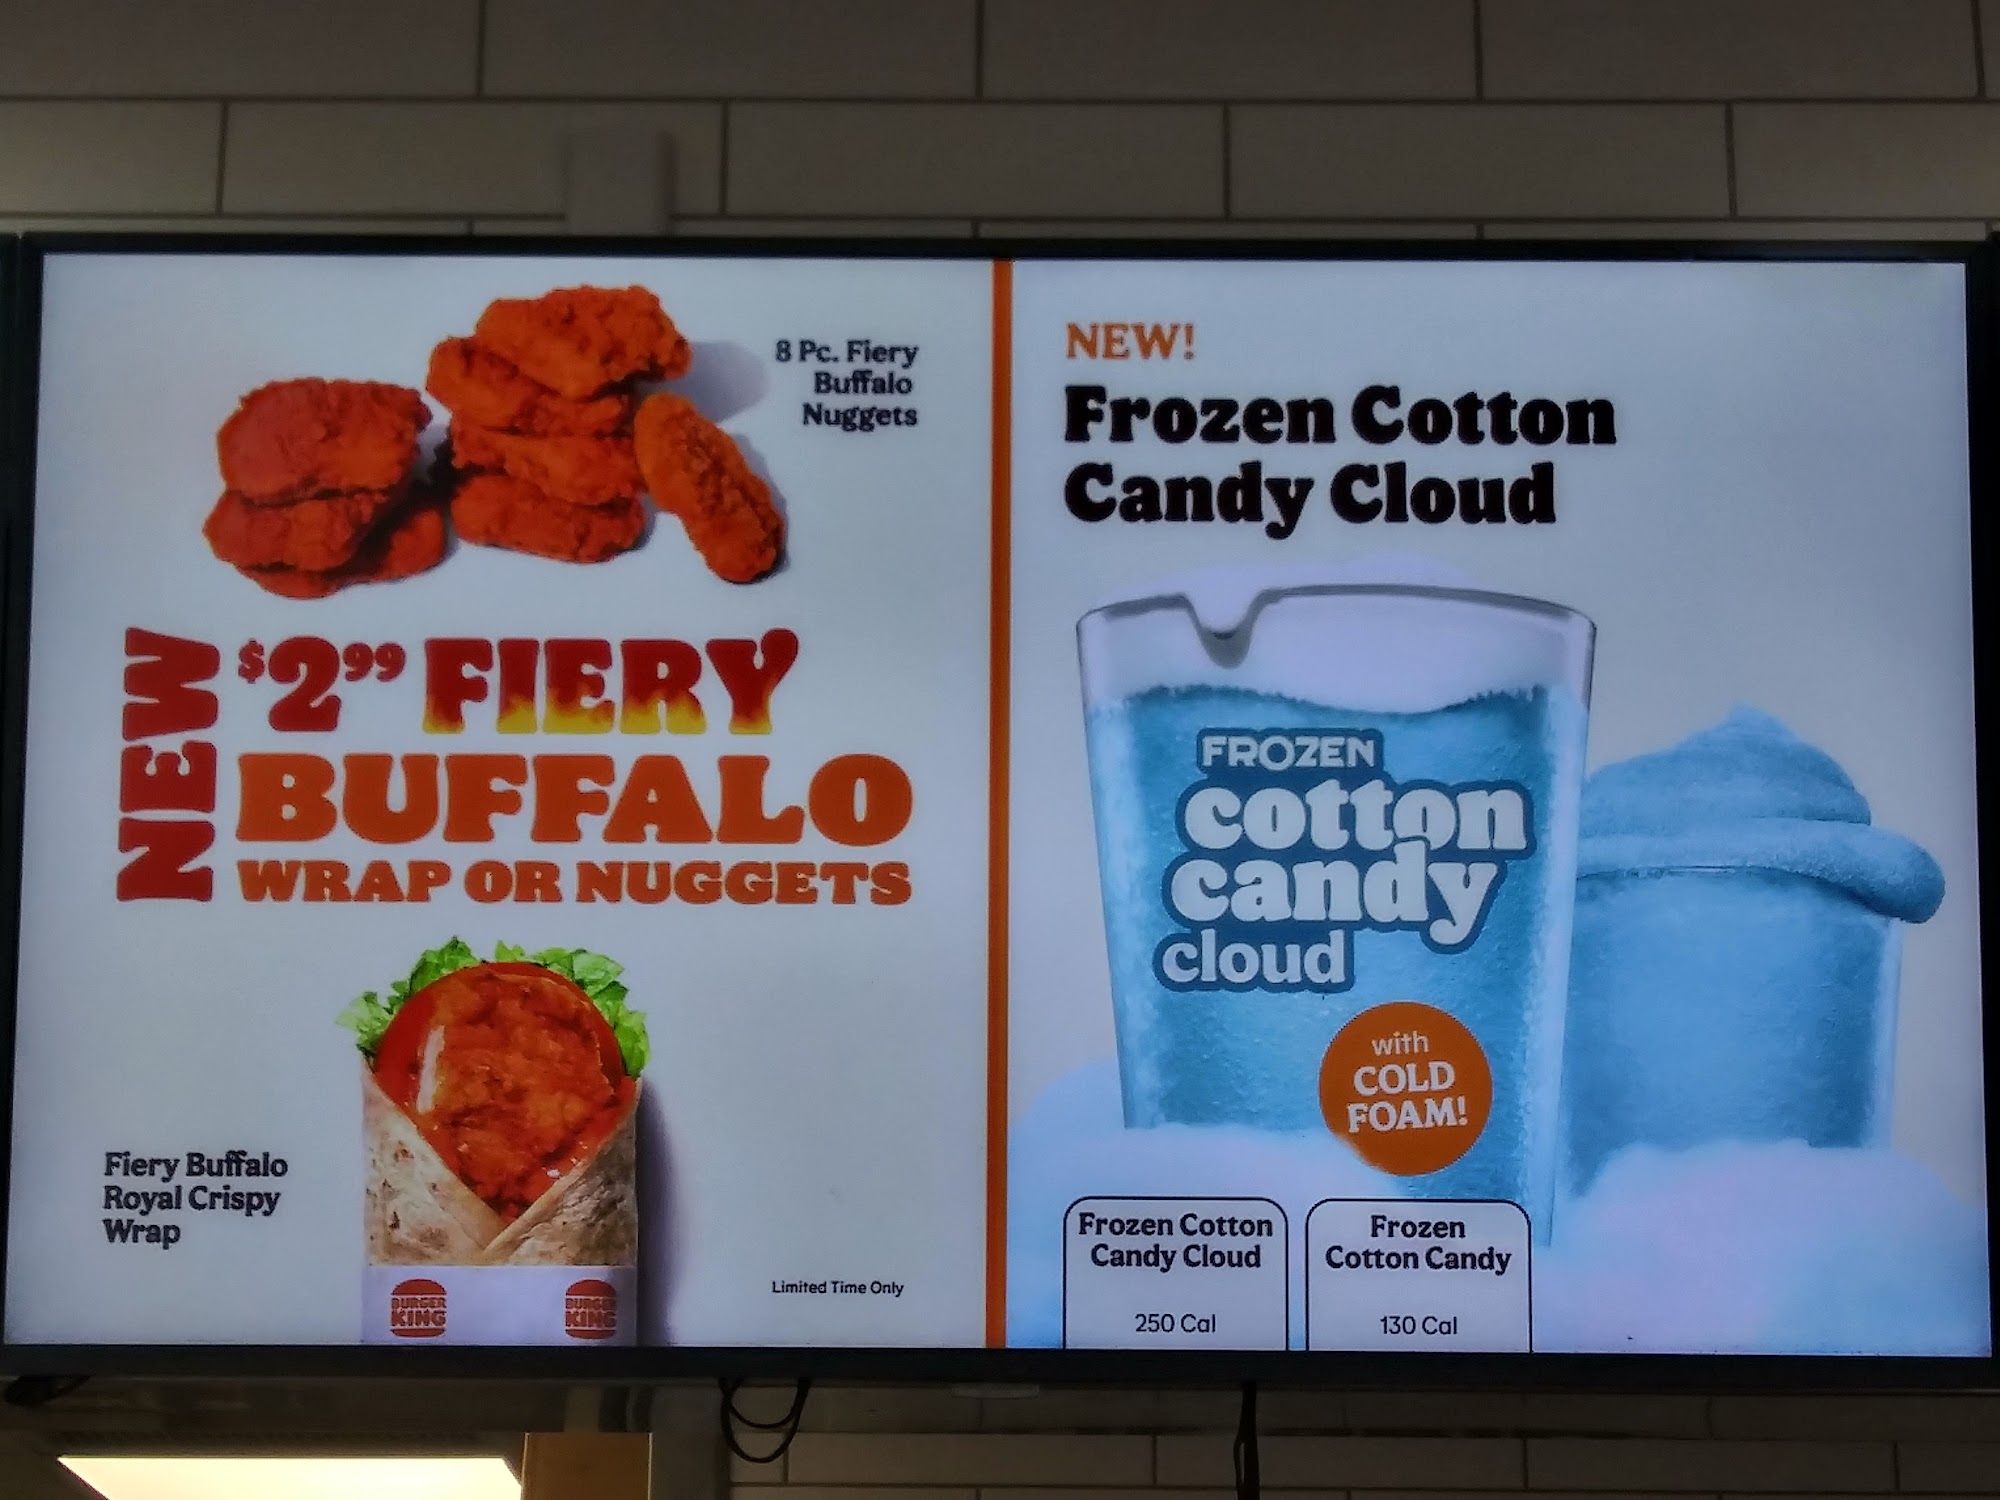 8 Pc. Fiery
Buffalo
Nuggets
NEW
$2.99 FIERY
BUFFALO
WRAP OR NUGGETS
Fiery Buffalo
Royal Crispy
Wrap
BURGER
KING
BURGER
KING
Limited Time Only
NEW!
Frozen Cotton
Candy Cloud
FROZEN
cotton
candy
cloud
with
COLD
FOAM!
Frozen Cotton
Candy Cloud
250 Cal
Frozen
Cotton Candy
130 Cal